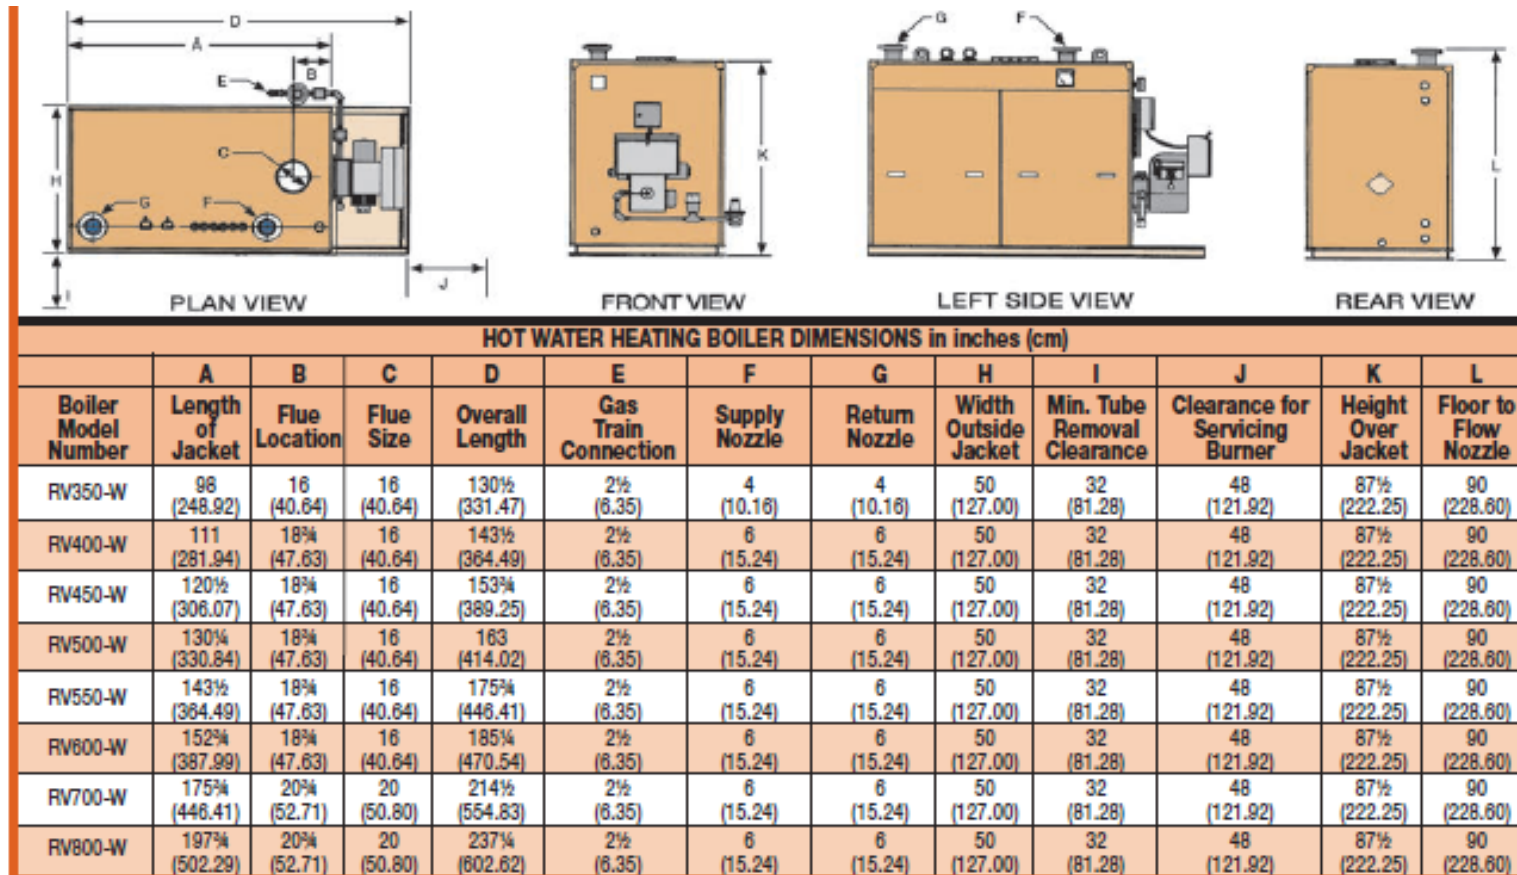 D
A
B
E
C
H
G F
I
J
PLAN VIEW
K
FRONT VIEW
G F
LEFT SIDE VIEW
L
REAR VIEW
HOT WATER HEATING BOILER DIMENSIONS in inches (cm)
A B C D E F G H I J K L
Boiler Model Number Length of Jacket Flue Location Flue Size Overall Length Gas Train Connection Supply Nozzle Return Nozzle Width Outside Jacket Min. Tube Removal Clearance Clearance for Servicing Burner Height Over Jacket Floor to Flow Nozzle
RV350-W 98 16 16 130½ 2½ 4 4 50 32 48 87½ 90
(248.92) (40.64) (40.64) (331.47) (6.35) (10.16) (10.16) (127.00) (81.28) (121.92) (222.25) (228.60)
RV400-W 111 18¾ 16 143½ 2½ 6 6 50 32 48 87½ 90
(281.94) (47.63) (40.64) (364.49) (6.35) (15.24) (15.24) (127.00) (81.28) (121.92) (222.25) (228.60)
RV450-W 120½ 18¾ 16 153¾ 2½ 6 6 50 32 48 87½ 90
(306.07) (47.63) (40.64) (389.25) (6.35) (15.24) (15.24) (127.00) (81.28) (121.92) (222.25) (228.60)
RV500-W 130¼ 18¾ 16 163 2½ 6 6 50 32 48 87½ 90
(330.84) (47.63) (40.64) (414.02) (6.35) (15.24) (15.24) (127.00) (81.28) (121.92) (222.25) (228.60)
RV550-W 143½ 18¾ 16 175¾ 2½ 6 6 50 32 48 87½ 90
(364.49) (47.63) (40.64) (446.41) (6.35) (15.24) (15.24) (127.00) (81.28) (121.92) (222.25) (228.60)
RV600-W 152¾ 18¾ 16 185¼ 2½ 6 6 50 32 48 87½ 90
(387.99) (47.63) (40.64) (470.54) (6.35) (15.24) (15.24) (127.00) (81.28) (121.92) (222.25) (228.60)
RV700-W 175¾ 20¾ 20 214½ 2½ 6 6 50 32 48 87½ 90
(446.41) (52.71) (50.80) (554.83) (6.35) (15.24) (15.24) (127.00) (81.28) (121.92) (222.25) (228.60)
RV800-W 197¾ 20¾ 20 237¼ 2½ 6 6 50 32 48 87½ 90
(502.29) (52.71) (50.80) (602.62) (6.35) (15.24) (15.24) (127.00) (81.28) (121.92) (222.25) (228.60)